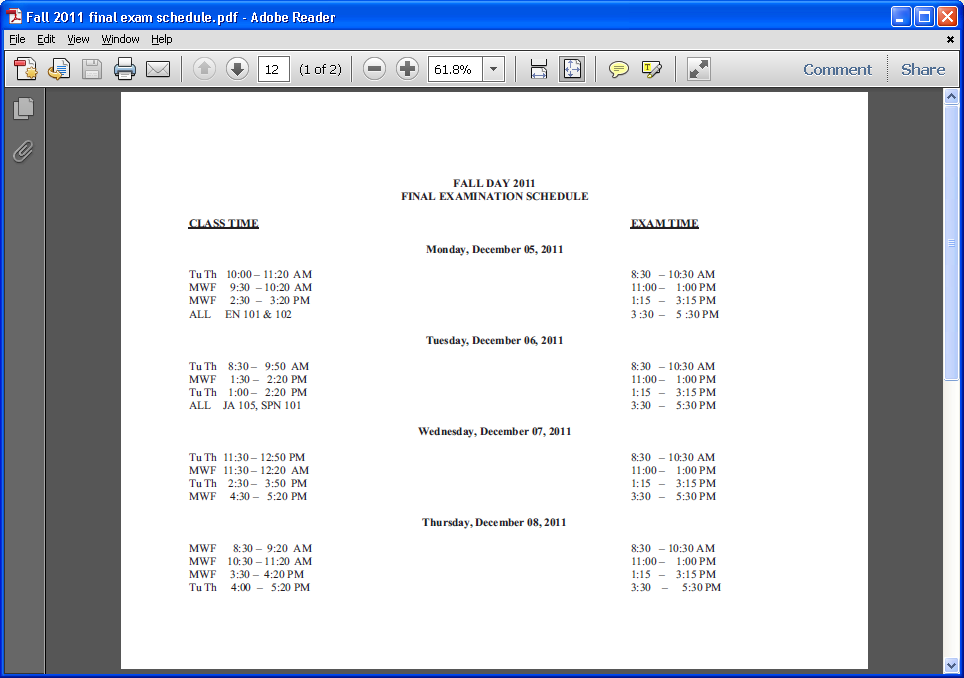 Fall 2011 final exam schedule.pdf - Adobe Reader
File Edit View Window Help
12 (1 of 2) 61.8% Comment Share
FALL DAY 2011
FINAL EXAMINATION SCHEDULE
CLASS TIME EXAM TIME
Monday, December 05, 2011
Tu Th 10:00 – 11:20 AM 8:30 – 10:30 AM
MWF 9:30 – 10:20 AM 11:00 – 1:00 PM
MWF 2:30 – 3:20 PM 1:15 – 3:15 PM
ALL EN 101 & 102 3 :30 – 5 :30 PM
Tuesday, December 06, 2011
Tu Th 8:30 – 9:50 AM 8:30 – 10:30 AM
MWF 1:30 – 2:20 PM 11:00 – 1:00 PM
Tu Th 1:00 – 2:20 PM 1:15 – 3:15 PM
ALL JA 105, SPN 101 3:30 – 5:30 PM
Wednesday, December 07, 2011
Tu Th 11:30 – 12:50 PM 8:30 – 10:30 AM
MWF 11:30 – 12:20 AM 11:00 – 1:00 PM
Tu Th 2:30 – 3:50 PM 1:15 – 3:15 PM
MWF 4:30 – 5:20 PM 3:30 – 5:30 PM
Thursday, December 08, 2011
MWF 8:30 – 9:20 AM 8:30 – 10:30 AM
MWF 10:30 – 11:20 AM 11:00 – 1:00 PM
MWF 3:30 – 4:20 PM 1:15 – 3:15 PM
Tu Th 4:00 – 5:20 PM 3:30 – 5:30 PM